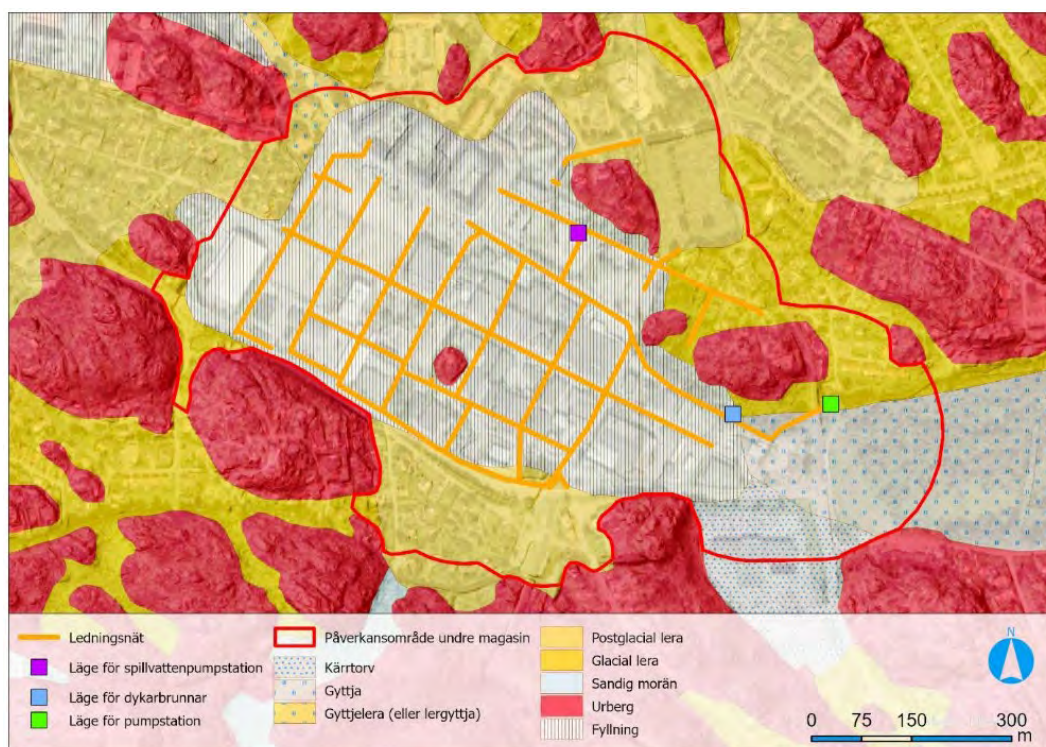 Ledningsnät
Läge för spillvattenpumpstation
Läge för dykarbrunnar
Läge för pumpstation
Påverkansområde undre magasin
Kärrtorv
Gyttja
Gyttjelera (eller lergyttja)
Postglacial lera
Glacial lera
Sandig morän
Urberg
Fyllning
N
0 75 150 300
m